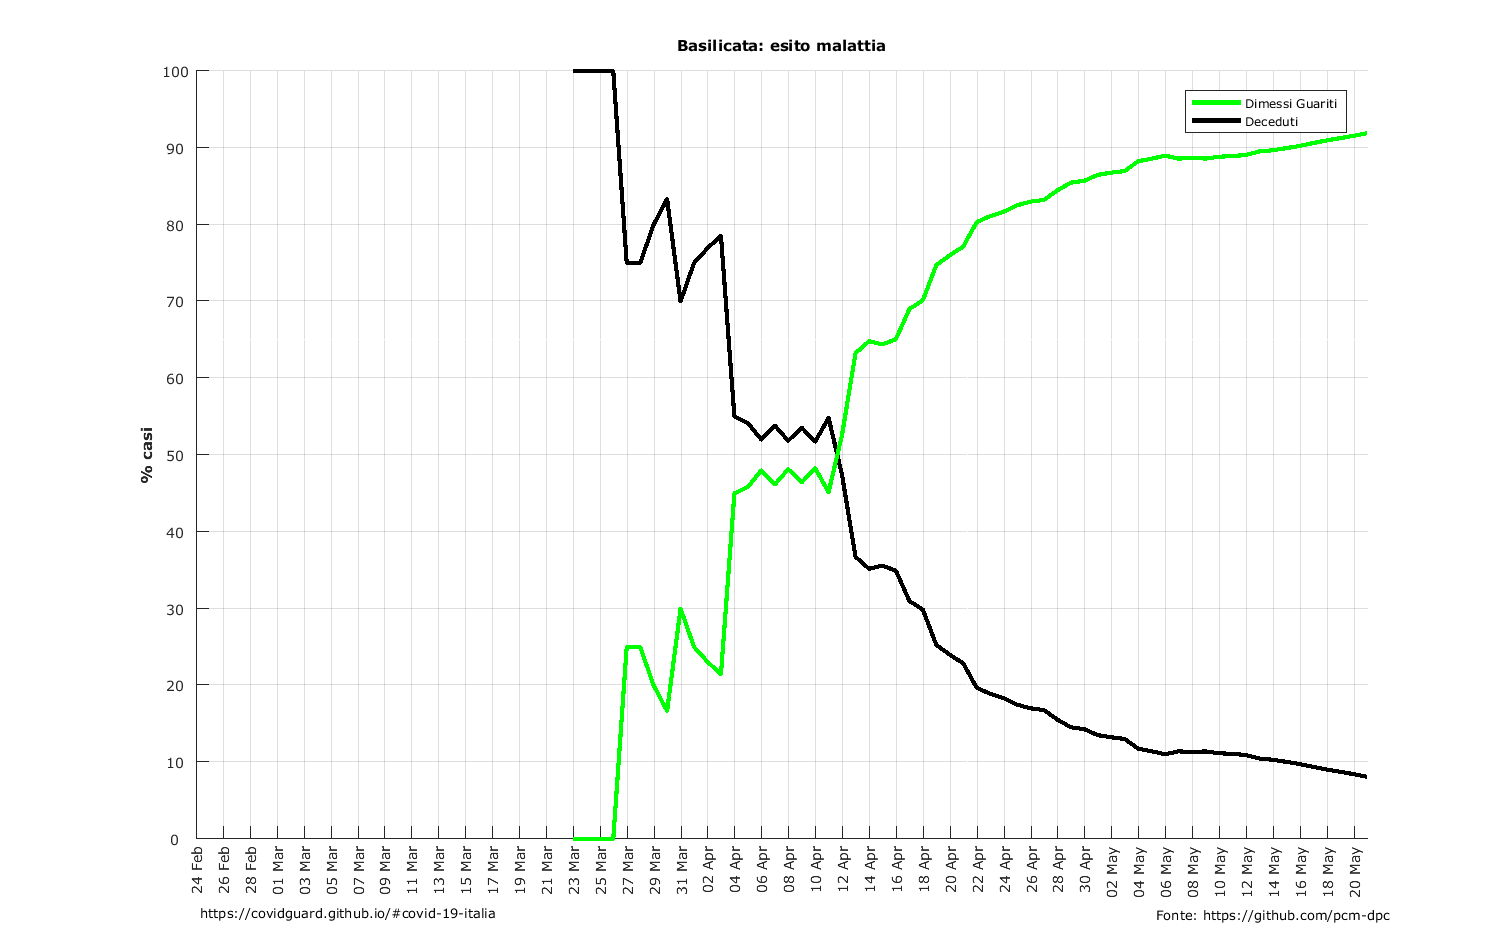 Basilicata: esito malattia
Dimessi Guariti
Deceduti
% casi
100
90
80
70
60
50
40
30
20
10
0
24 Feb
26 Feb
28 Feb
01 Mar
03 Mar
05 Mar
07 Mar
09 Mar
11 Mar
13 Mar
15 Mar
17 Mar
19 Mar
21 Mar
23 Mar
25 Mar
27 Mar
29 Mar
31 Mar
02 Apr
04 Apr
06 Apr
08 Apr
10 Apr
12 Apr
14 Apr
16 Apr
18 Apr
20 Apr
22 Apr
24 Apr
26 Apr
28 Apr
30 Apr
02 May
04 May
06 May
08 May
10 May
12 May
14 May
16 May
18 May
20 May
https://covidguard.github.io/#covid-19-italia
Fonte: https://github.com/pcm-dpc